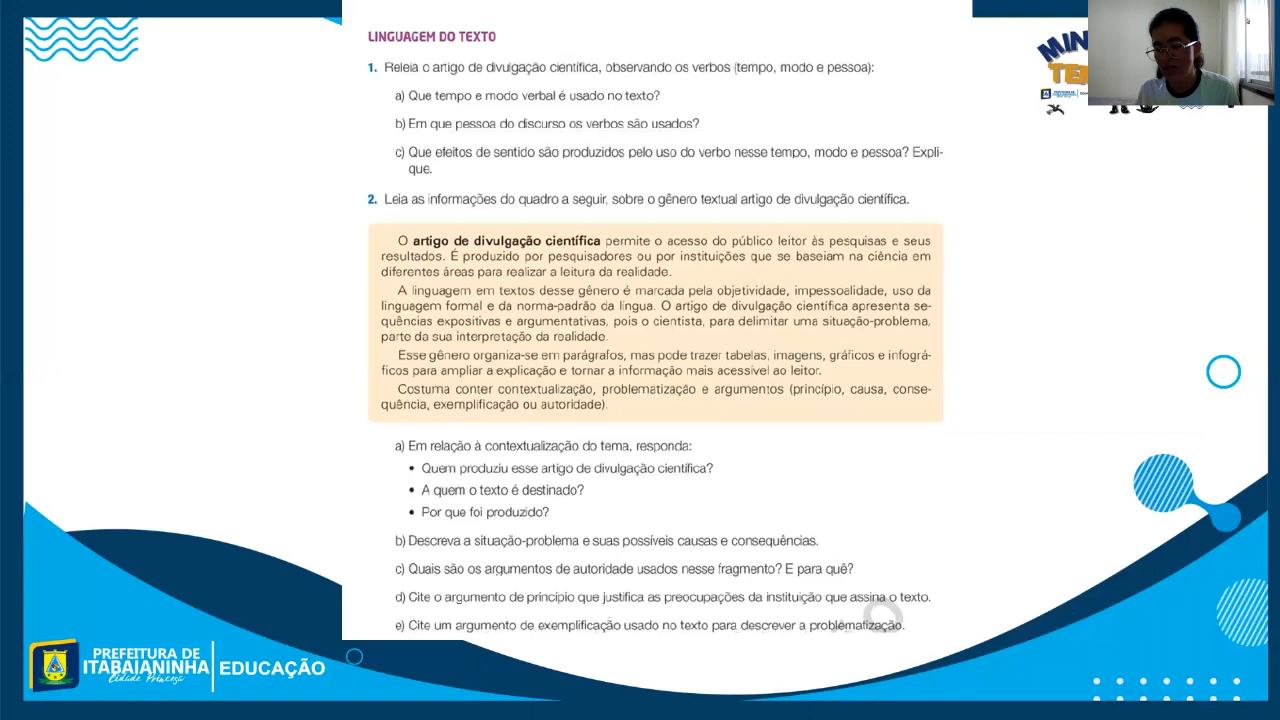 LINGUAGEM DO TEXTO
1. Releia o artigo de divulgação científica, observando os verbos (tempo, modo e pessoa):
a) Que tempo e modo verbal é usado no texto?
b) Em que pessoa do discurso os verbos são usados?
c) Que efeitos de sentido são produzidos pelo uso do verbo nesse tempo, modo e pessoa? Expli-
que.
2. Leia as informações do quadro a seguir, sobre o gênero textual artigo de divulgação científica.
O artigo de divulgação científica permite o acesso do público leitor às pesquisas e seus
resultados. É produzido por pesquisadores ou por instituições que se baseiam na ciência em
diferentes áreas para realizar a leitura da realidade.
A linguagem em textos desse gênero é marcada pela objetividade, impessoalidade, uso da
linguagem formal e da norma-padrão da língua. O artigo de divulgação científica apresenta se-
quências expositivas e argumentativas, pois o cientista, para delimitar uma situação-problema,
parte da sua interpretação da realidade.
Esse gênero organiza-se em parágrafos, mas pode trazer tabelas, imagens, gráficos e infográ-
ficos para ampliar a explicação e tornar a informação mais acessível ao leitor.
Costuma conter contextualização, problematização e argumentos (princípio, causa, conse-
quência, exemplificação ou autoridade).
a) Em relação à contextualização do tema, responda:
• Quem produziu esse artigo de divulgação científica?
• A quem o texto é destinado?
• Por que foi produzido?
b) Descreva a situação-problema e suas possíveis causas e consequências.
c) Quais são os argumentos de autoridade usados nesse fragmento? E para quê?
d) Cite o argumento de princípio que justifica as preocupações da instituição que assina o texto.
e) Cite um argumento de exemplificação usado no texto para descrever a problematização.
PREFEITURA DE
ITABAIANINHA
Cidade Princesa
EDUCAÇÃO